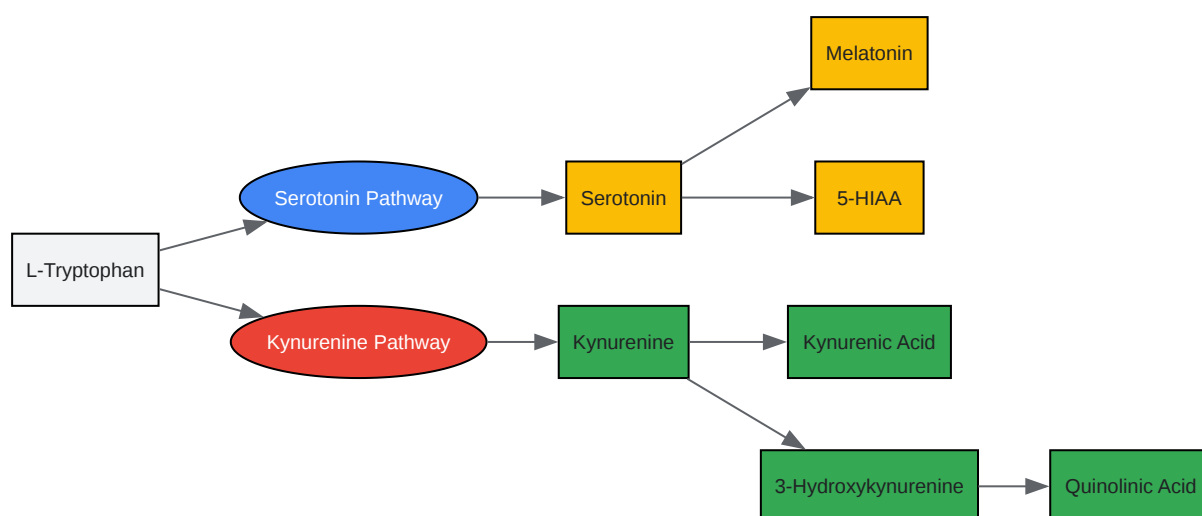 Melatonin
Serotonin Pathway
Serotonin
5-HIAA
L-Tryptophan
Kynurenine Pathway
Kynurenine
Kynurenic Acid
3-Hydroxykynurenine
Quinolinic Acid